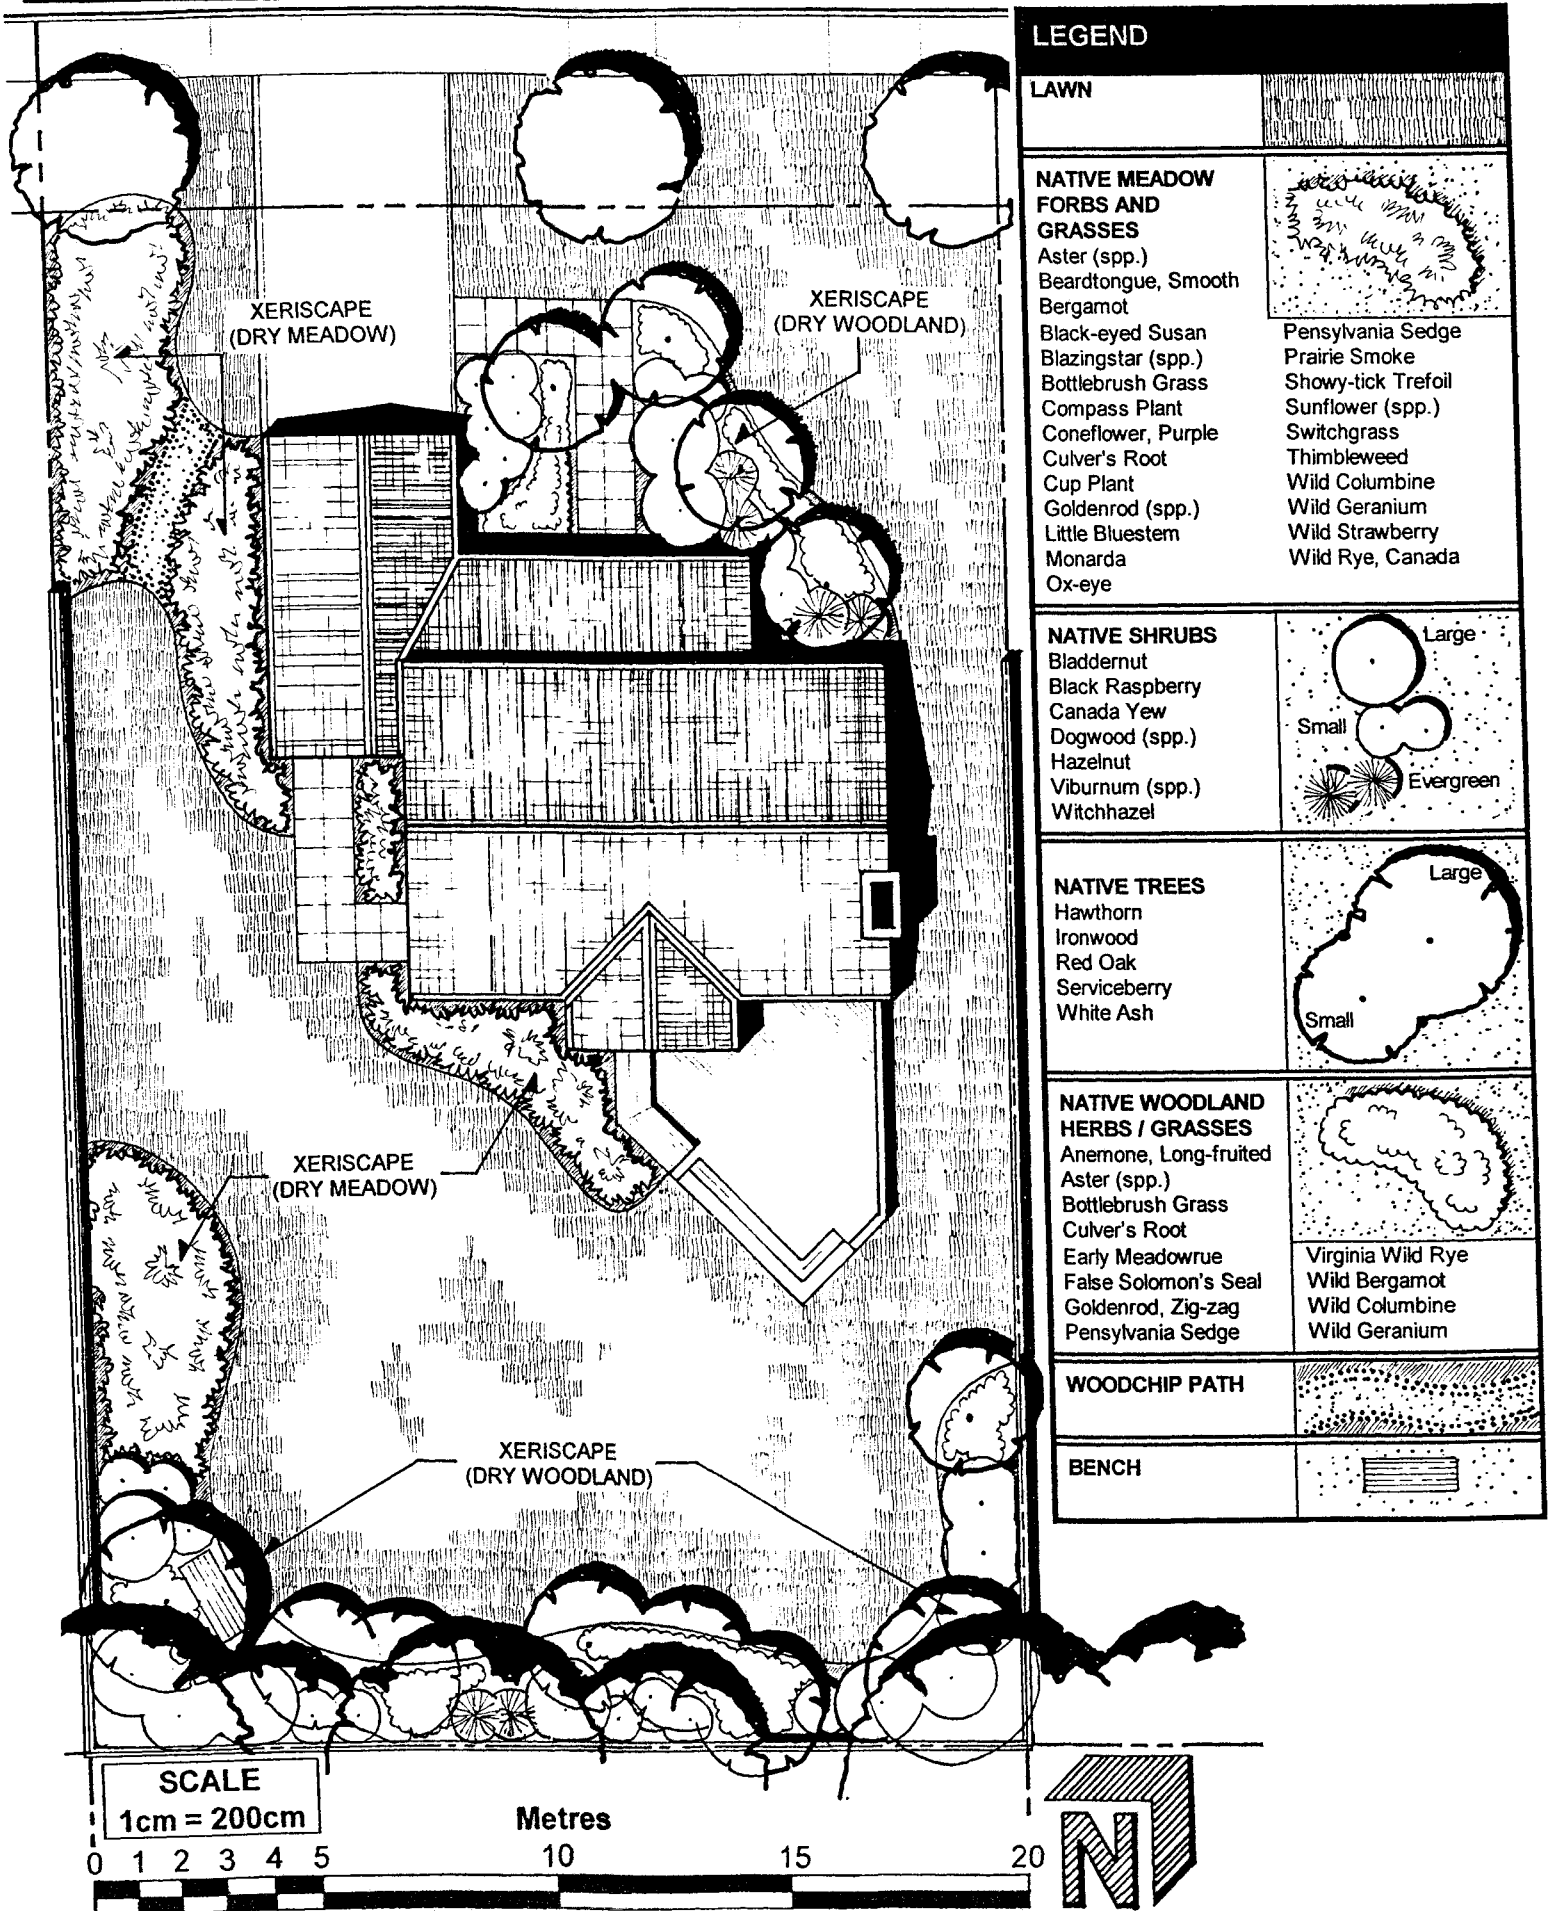 XERISCAPE
(DRY MEADOW)
XERISCAPE
(DRY WOODLAND)
XERISCAPE
(DRY MEADOW)
XERISCAPE
(DRY WOODLAND)
SCALE
1cm = 200cm
Metres
0 1 2 3 4 5 10 15 20
N
LEGEND
LAWN
NATIVE MEADOW
FORBS AND
GRASSES
Aster (spp.)
Beardtongue, Smooth
Bergamot
Black-eyed Susan
Blazingstar (spp.)
Bottlebrush Grass
Compass Plant
Coneflower, Purple
Culver's Root
Cup Plant
Goldenrod (spp.)
Little Bluestem
Monarda
Ox-eye
Pensylvania Sedge
Prairie Smoke
Showy-tick Trefoil
Sunflower (spp.)
Switchgrass
Thimbleweed
Wild Columbine
Wild Geranium
Wild Strawberry
Wild Rye, Canada
NATIVE SHRUBS
Bladdernut
Black Raspberry
Canada Yew
Dogwood (spp.)
Hazelnut
Viburnum (spp.)
Witchhazel
Large
Small
Evergreen
NATIVE TREES
Hawthorn
Ironwood
Red Oak
Serviceberry
White Ash
Large
Small
NATIVE WOODLAND
HERBS / GRASSES
Anemone, Long-fruited
Aster (spp.)
Bottlebrush Grass
Culver's Root
Early Meadowrue
False Solomon's Seal
Goldenrod, Zig-zag
Pensylvania Sedge
Virginia Wild Rye
Wild Bergamot
Wild Columbine
Wild Geranium
WOODCHIP PATH
BENCH